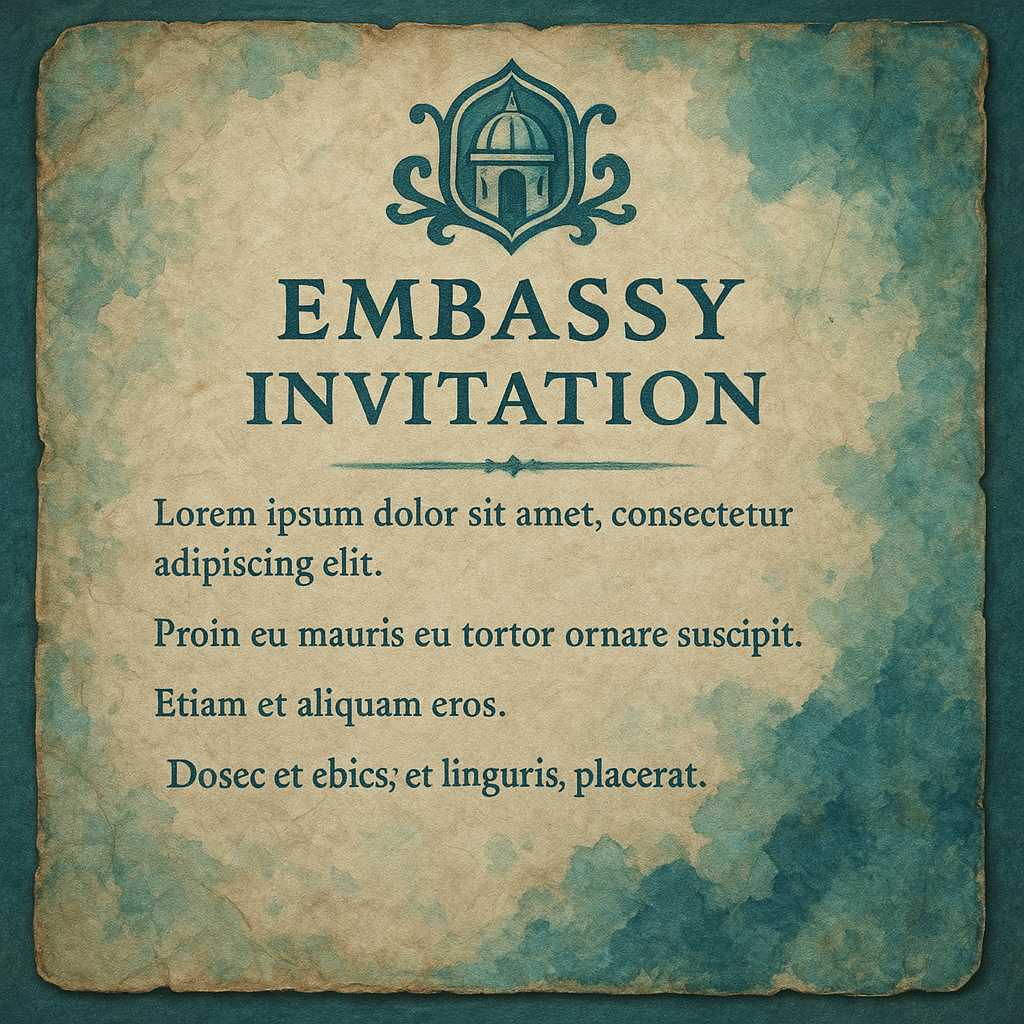 EMBASSY
INVITATION
Lorem ipsum dolor sit amet, consectetur
adipiscing elit.
Proin eu mauris eu tortor ornare suscipit.
Etiam et aliquam eros.
Dosec et ebics; et linguris, placerat.